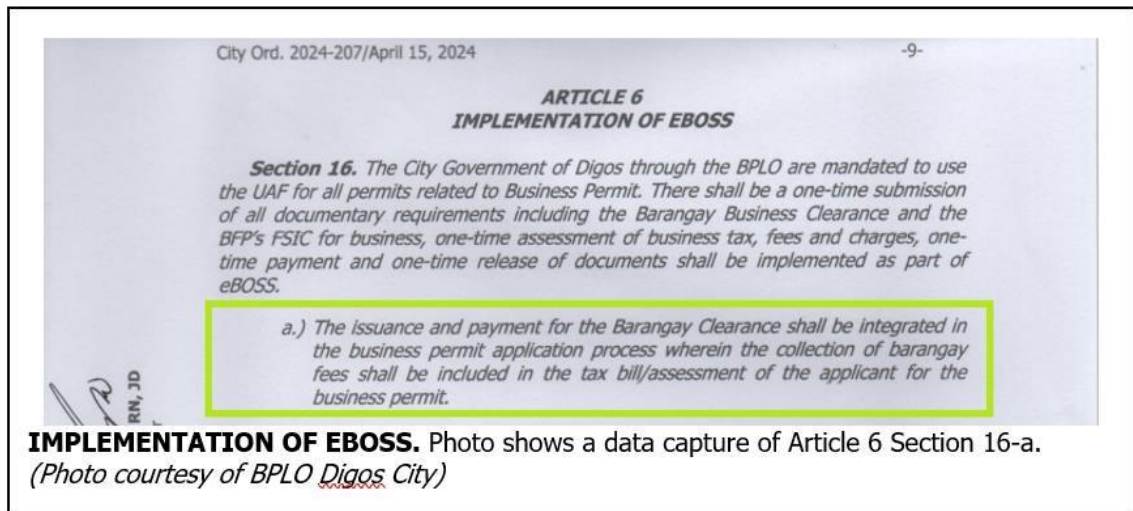 City Ord. 2024-207/April 15, 2024 -9-
ARTICLE 6
IMPLEMENTATION OF EBOSS
Section 16. The City Government of Digos through the BPLO are mandated to use
the UAF for all permits related to Business Permit. There shall be a one-time submission
of all documentary requirements including the Barangay Business Clearance and the
BFP's FSIC for business, one-time assessment of business tax, fees and charges, one-
time payment and one-time release of documents shall be implemented as part of
eBOSS.
a.) The issuance and payment for the Barangay Clearance shall be integrated in
the business permit application process wherein the collection of barangay
fees shall be included in the tax bill/assessment of the applicant for the
business permit.
RN, JD
IMPLEMENTATION OF EBOSS. Photo shows a data capture of Article 6 Section 16-a.
(Photo courtesy of BPLO Digos City)